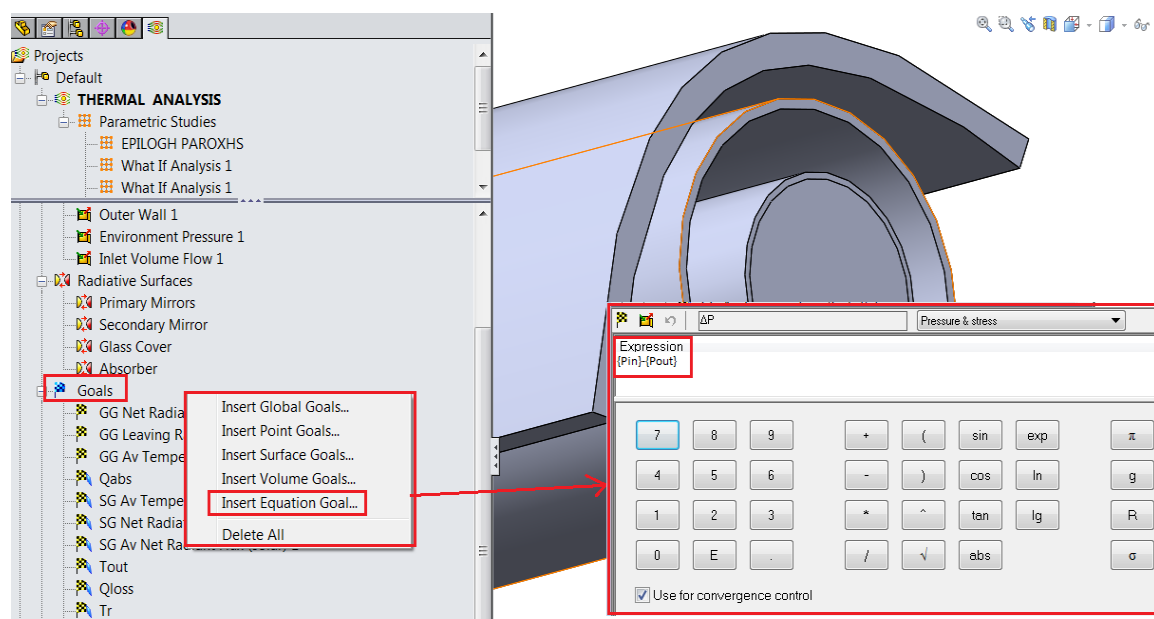 Projects
Default
THERMAL ANALYSIS
Parametric Studies
EPILOGH PAROXHS
What If Analysis 1
What If Analysis 1
Outer Wall 1
Environment Pressure 1
Inlet Volume Flow 1
Radiative Surfaces
Primary Mirrors
Secondary Mirror
Glass Cover
Absorber
Goals
GG Net Radia
GG Leaving R
GG Av Tempe
Qabs
SG Av Tempe
SG Net Radia
SG Av Net Ra
Tout
Qloss
Tr
Insert Global Goals...
Insert Point Goals...
Insert Surface Goals...
Insert Volume Goals...
Insert Equation Goal...
Delete All
ΔP
Pressure & stress
Expression
{Pin}-{Pout}
7 8 9 + ( sin exp π
4 5 6 - ) cos ln g
1 2 3 * ^ tan lg R
0 E . / √ abs σ
Use for convergence control